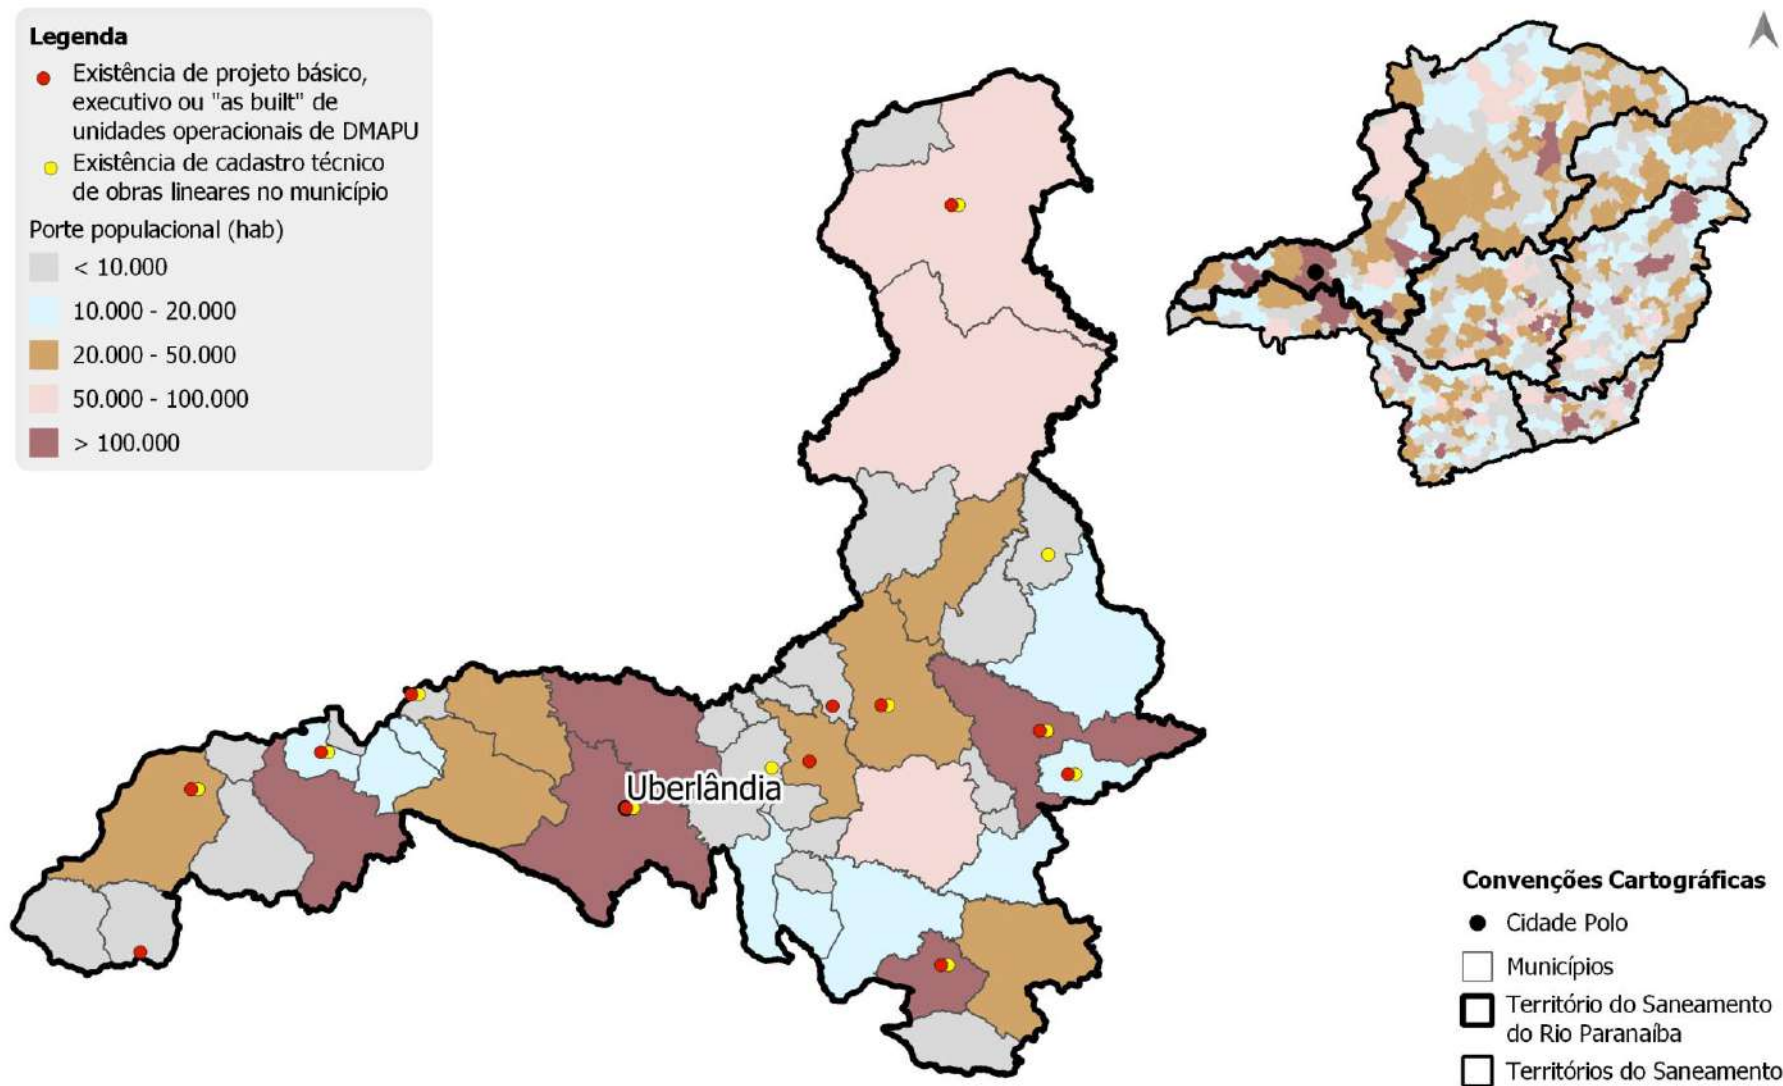 Legenda
Existência de projeto básico,
executivo ou "as built" de
unidades operacionais de DMAPU
Existência de cadastro técnico
de obras lineares no município
Porte populacional (hab)
< 10.000
10.000 - 20.000
20.000 - 50.000
50.000 - 100.000
> 100.000
Uberlândia
Convenções Cartográficas
Cidade Polo
Municípios
Território do Saneamento
do Rio Paranaíba
Territórios do Saneamento